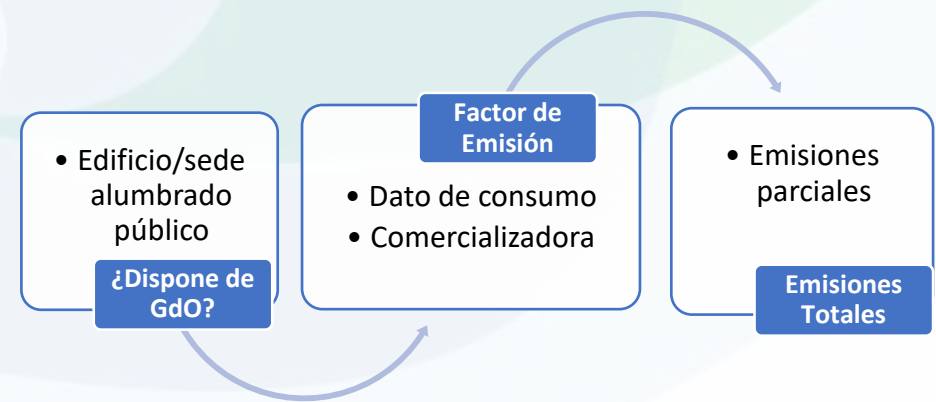 • Edificio/sede
alumbrado
público
¿Dispone de
GdO?
Factor de
Emisión
• Dato de consumo
• Comercializadora
• Emisiones
parciales
Emisiones
Totales